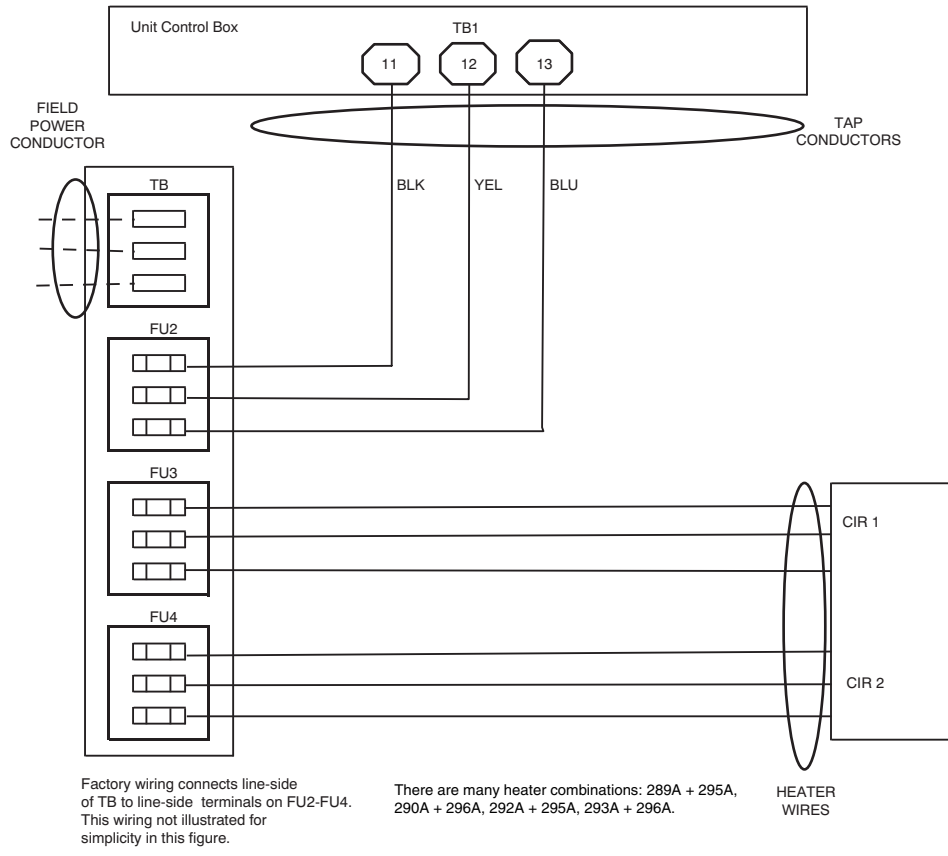 Unit Control Box
TB1
11
12
13
FIELD
POWER
CONDUCTOR
TAP
CONDUCTORS
BLK
YEL
BLU
TB
FU2
FU3
CIR 1
FU4
CIR 2
Factory wiring connects line-side
of TB to line-side terminals on FU2-FU4.
This wiring not illustrated for
simplicity in this figure.
There are many heater combinations: 289A + 295A,
290A + 296A, 292A + 295A, 293A + 296A.
HEATER
WIRES